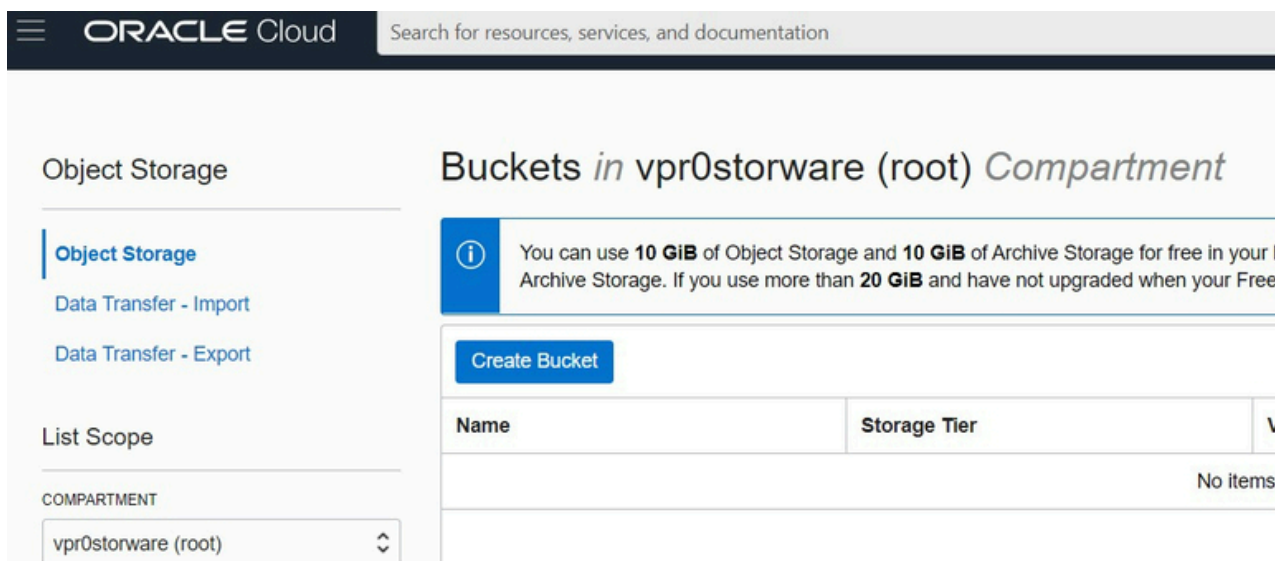 ORACLE Cloud
Search for resources, services, and documentation
Object Storage
Object Storage
Data Transfer - Import
Data Transfer - Export
List Scope
COMPARTMENT
vpr0storware (root)
Buckets in vpr0storware (root) Compartment
You can use 10 GiB of Object Storage and 10 GiB of Archive Storage for free in your
Archive Storage. If you use more than 20 GiB and have not upgraded when your Free
Create Bucket
Name Storage Tier
No items